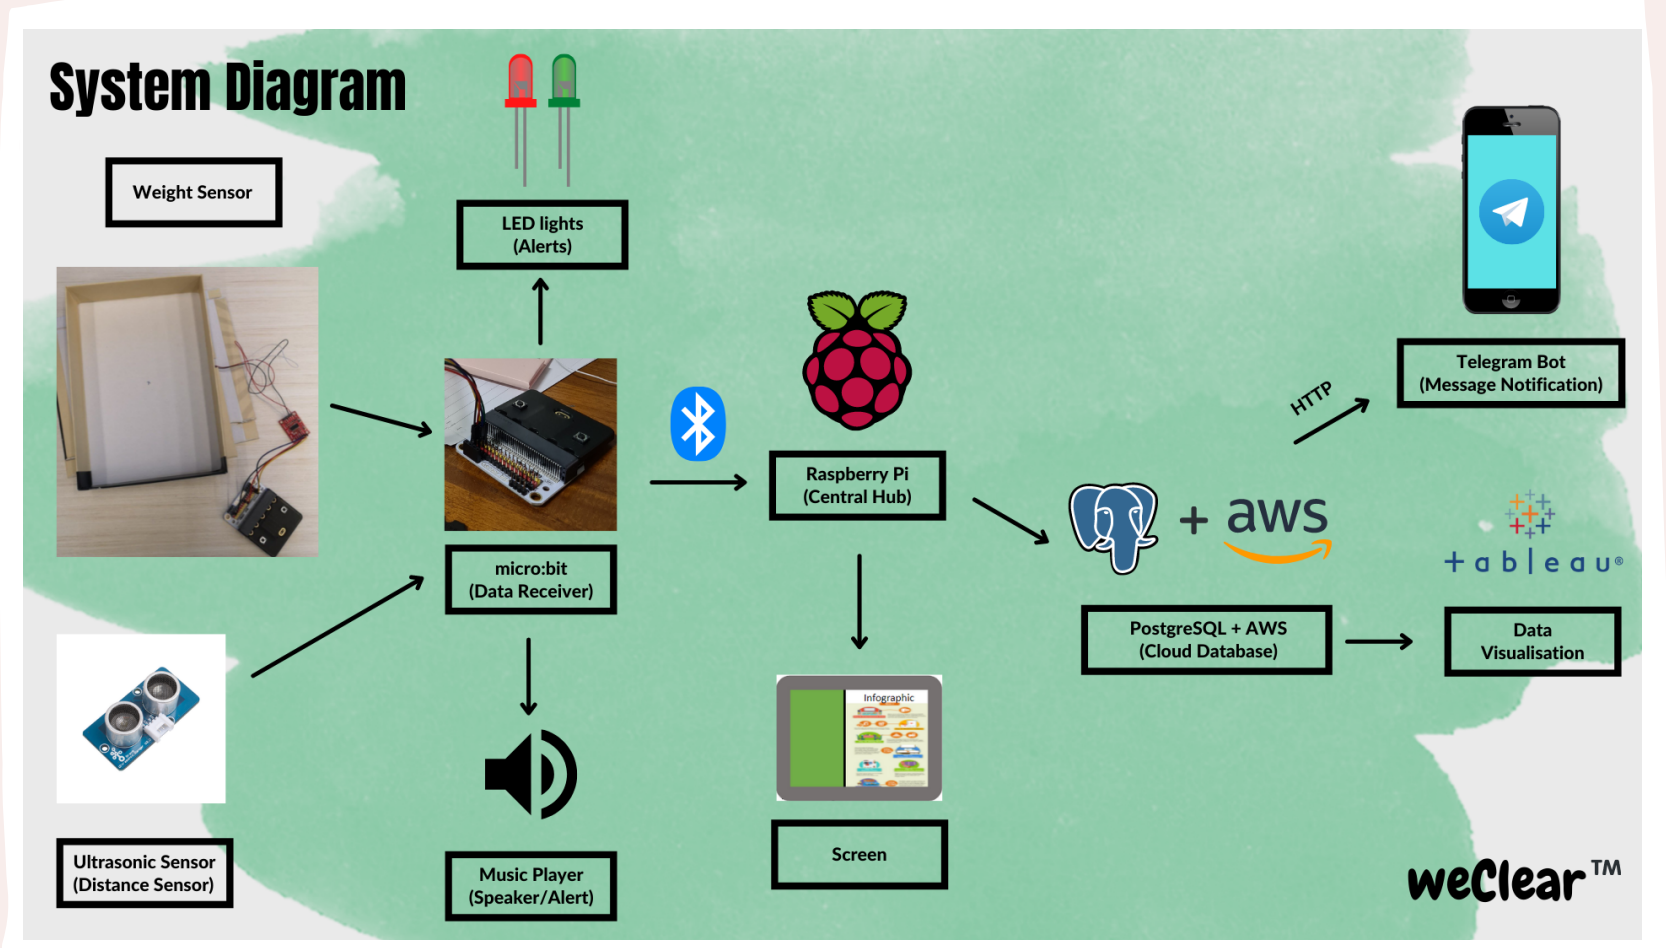 System Diagram
Weight Sensor
LED lights
(Alerts)
micro:bit
(Data Receiver)
Ultrasonic Sensor
(Distance Sensor)
Music Player
(Speaker/Alert)
Raspberry Pi
(Central Hub)
Infographic
Screen
HTTP
Telegram Bot
(Message Notification)
+ aws
PostgreSQL + AWS
(Cloud Database)
+ableau®
Data
Visualisation
weClear™